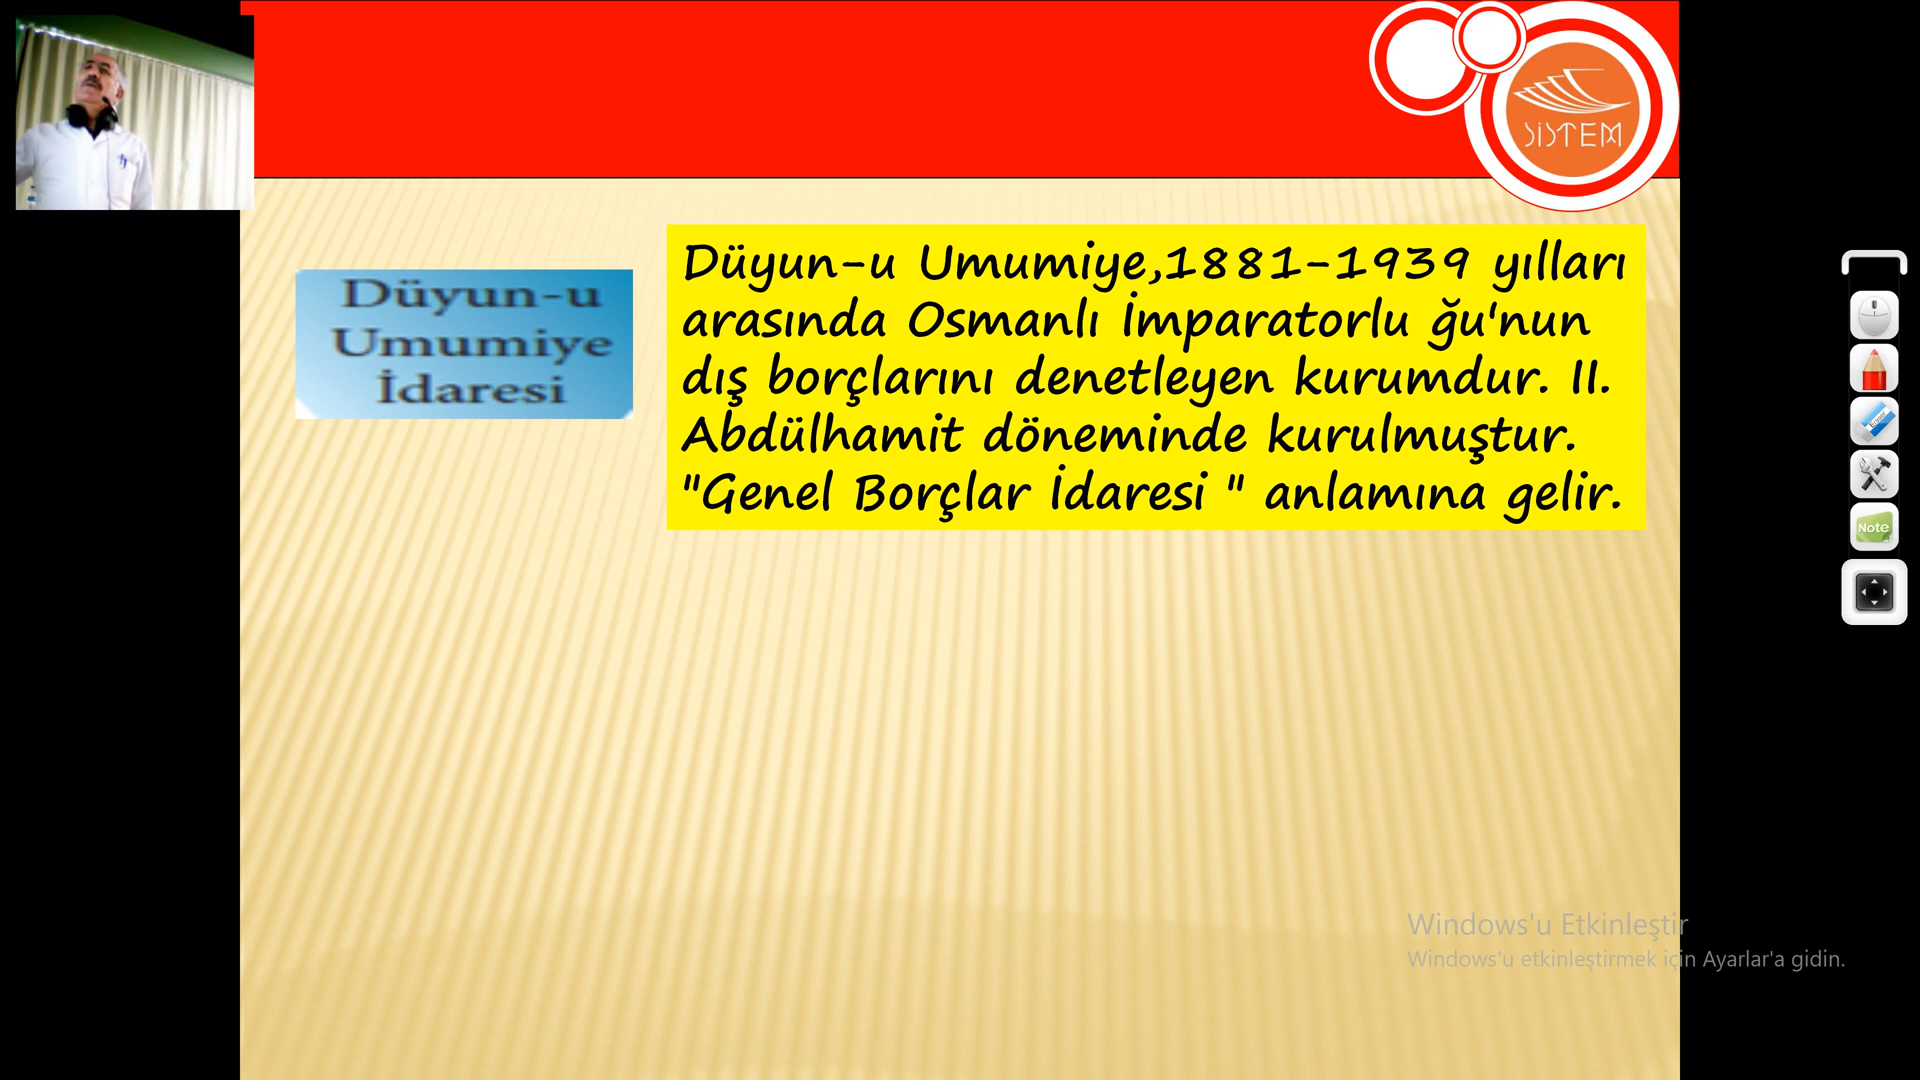 SİSTEM
Düyun-u
Umumiye
İdaresi
Düyun-u Umumiye,1881-1939 yılları
arasında Osmanlı İmparatorlu ğu'nun
dış borçlarını denetleyen kurumdur. II.
Abdülhamit döneminde kurulmuştur.
"Genel Borçlar İdaresi " anlamına gelir.
Note
Windows'u Etkinleştir
Windows'u etkinleştirmek için Ayarlar'a gidin.